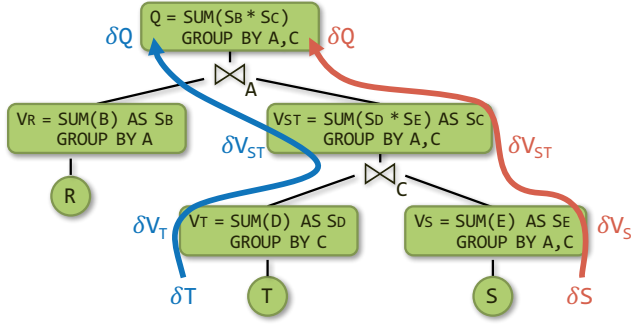 Q = SUM(SB * SC)
GROUP BY A,C
δQ
δQ
⋈A
VR = SUM(B) AS SB
GROUP BY A
VST = SUM(SD * SE) AS SC
GROUP BY A,C
δVST
δVST
R
⋈C
VT = SUM(D) AS SD
GROUP BY C
VS = SUM(E) AS SE
GROUP BY A,C
δVT
δVS
δT
T
S
δS